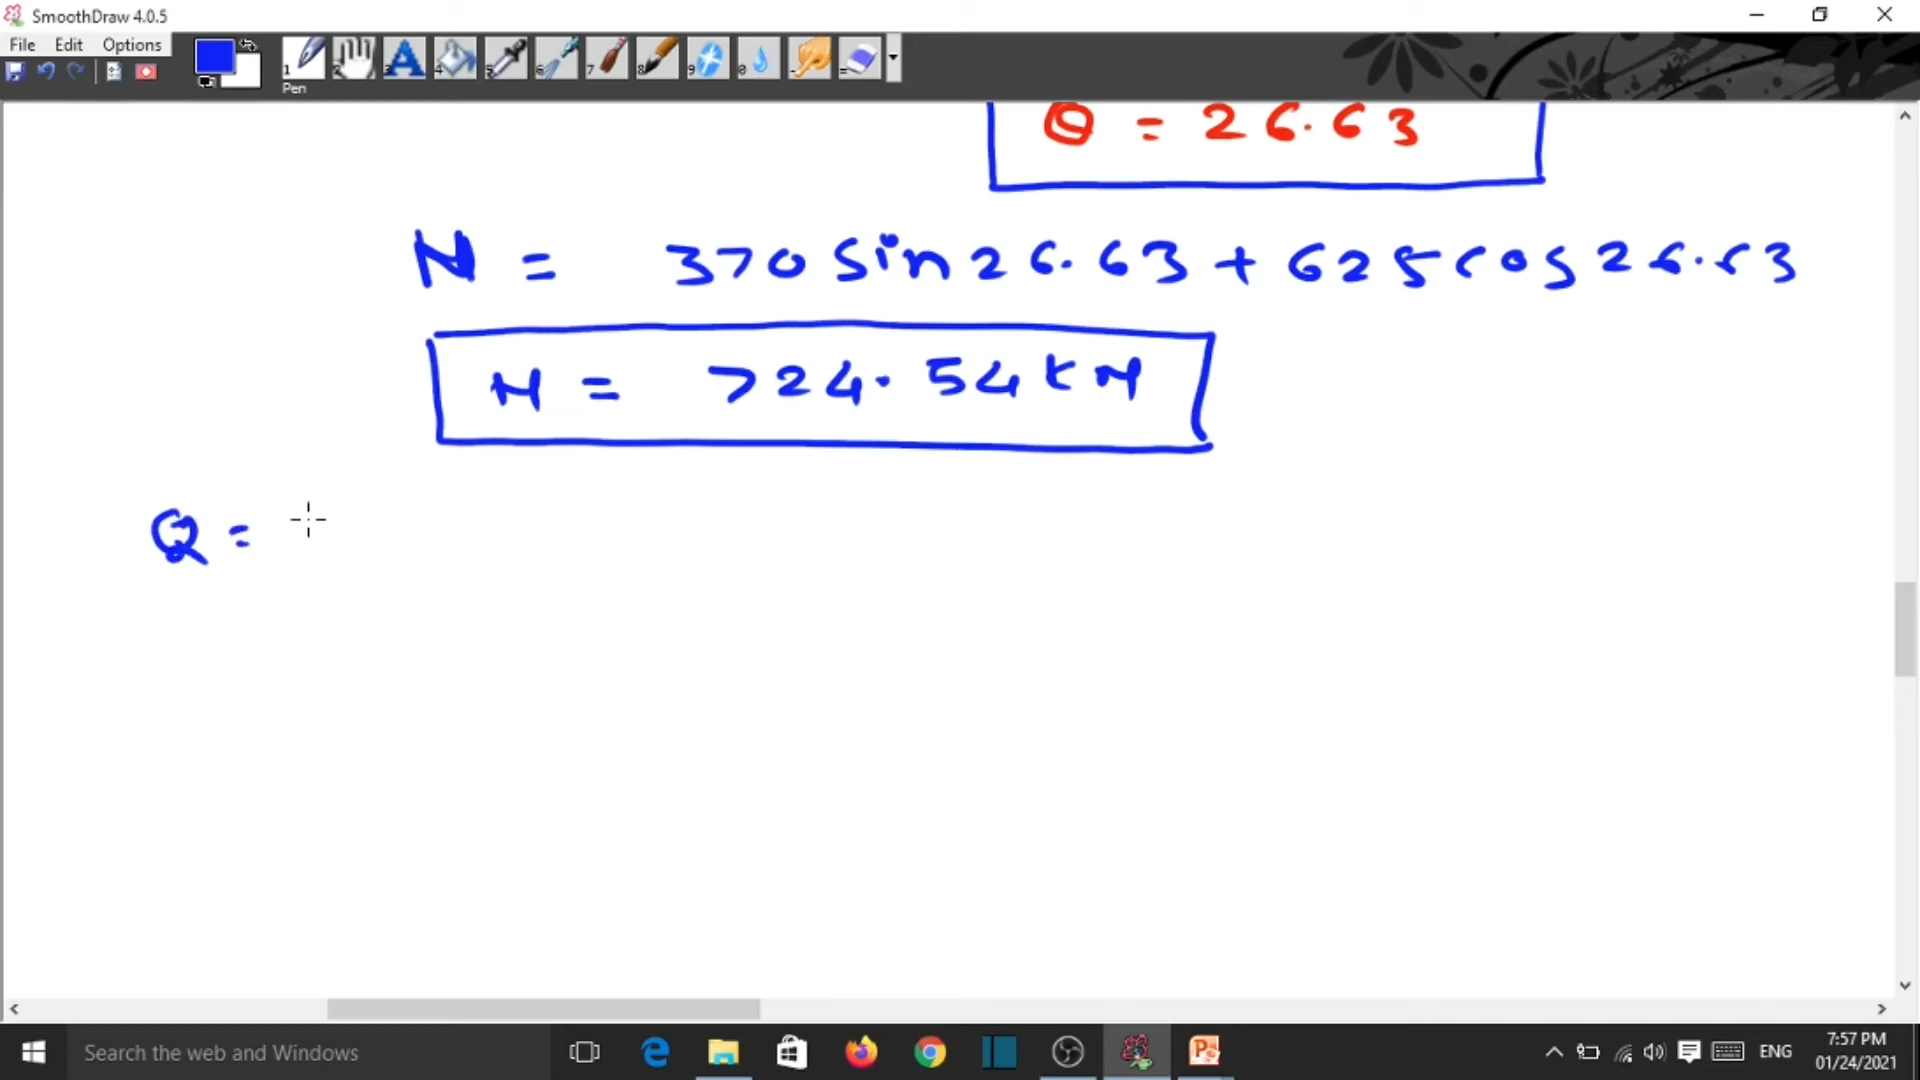 SmoothDraw 4.0.5
File Edit Options
Pen
θ = 26.63
N = 370 sin 26.63 + 625 cos 26.63
N = 724.54 KN
Q =
Search the web and Windows
ENG
7:57 PM
01/24/2021